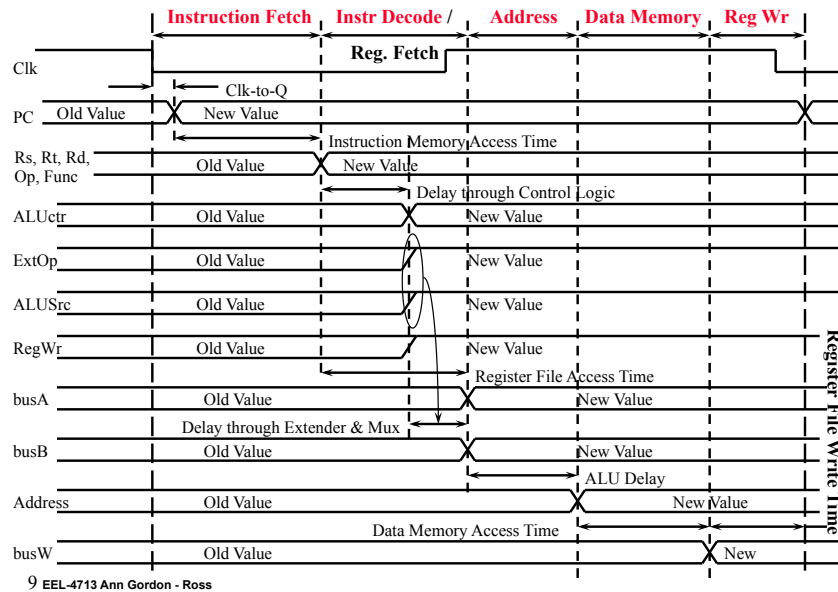 Instruction Fetch Instr Decode / Address Data Memory Reg Wr
Reg. Fetch
Clk
Clk-to-Q
PC Old Value New Value
Instruction Memory Access Time
Rs, Rt, Rd,
Op, Func
Old Value New Value
Delay through Control Logic
ALUctr Old Value New Value
ExtOp Old Value New Value
ALUSrc Old Value New Value
RegWr Old Value New Value
Register File Access Time
busA Old Value New Value
Delay through Extender & Mux
busB Old Value New Value
ALU Delay
Address Old Value New Value
Data Memory Access Time
busW Old Value New
Register File Write Time
9 EEL-4713 Ann Gordon - Ross